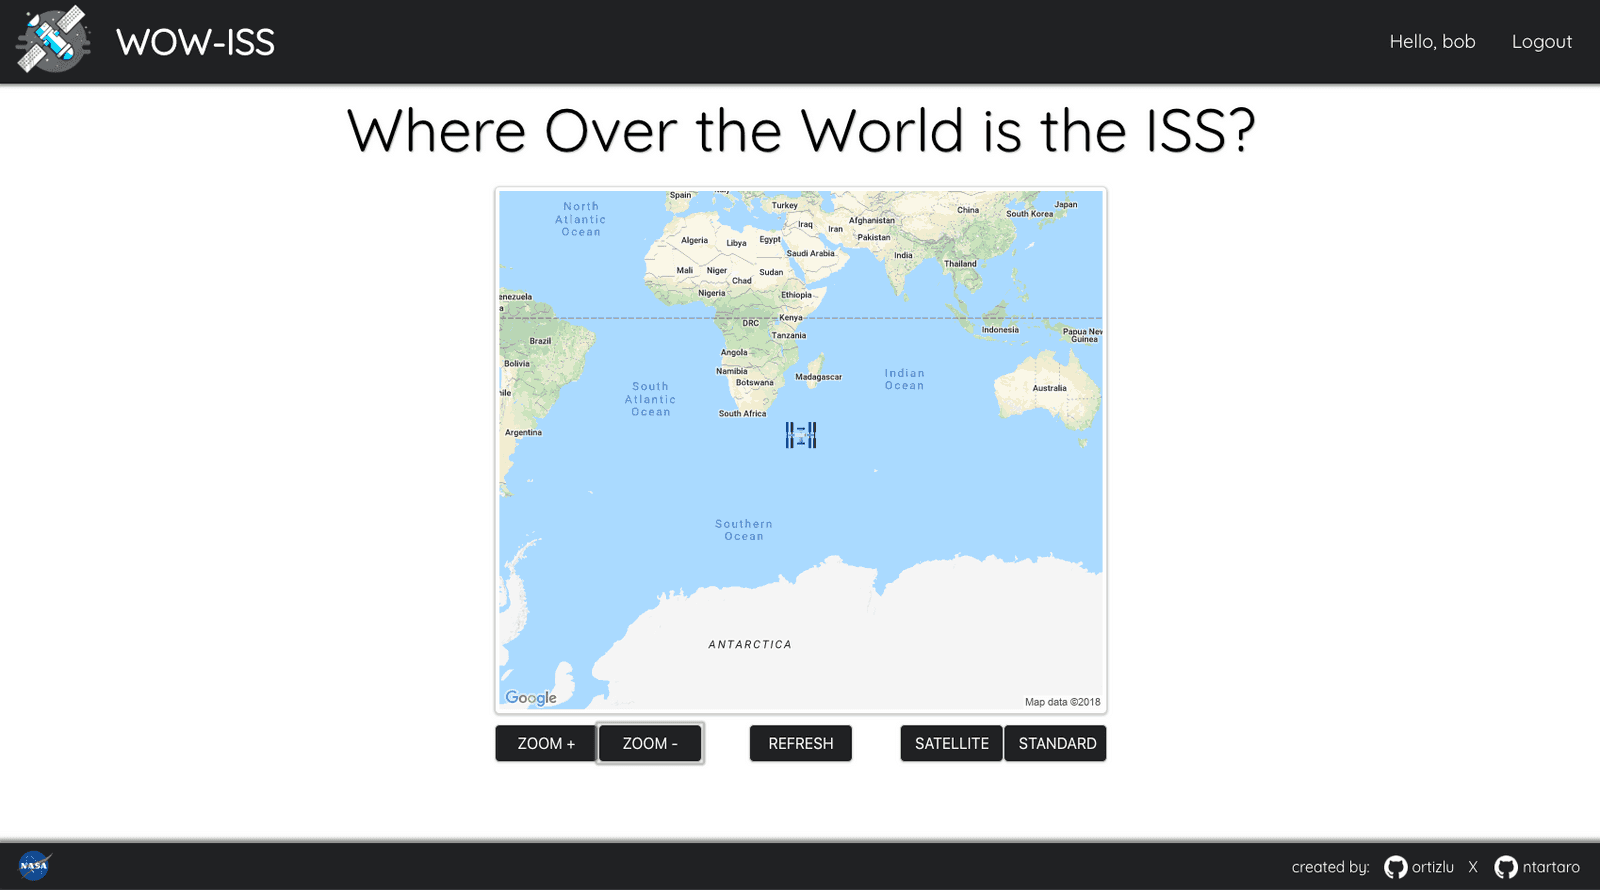 WOW-ISS
Hello, bob
Logout
Where Over the World is the ISS?
Spain
Turkey
China
Japan
South Korea
North
Atlantic
Ocean
Afghanistan
Iraq
Iran
Pakistan
Algeria
Libya
Egypt
Saudi Arabia
India
Thailand
Mali
Niger
Chad
Sudan
Nigeria
Ethiopia
enezuela
a
DRC
Kenya
Tanzania
Indonesia
Papua New
Guinea
Brazil
Bolivia
Angola
Namibia
Botswana
Madagascar
Indian
Ocean
Australia
South
Atlantic
Ocean
hile
South Africa
Argentina
Southern
Ocean
ANTARCTICA
Google
Map data ©2018
ZOOM +
ZOOM -
REFRESH
SATELLITE
STANDARD
NASA
created by:
ortizlu
X
ntartaro